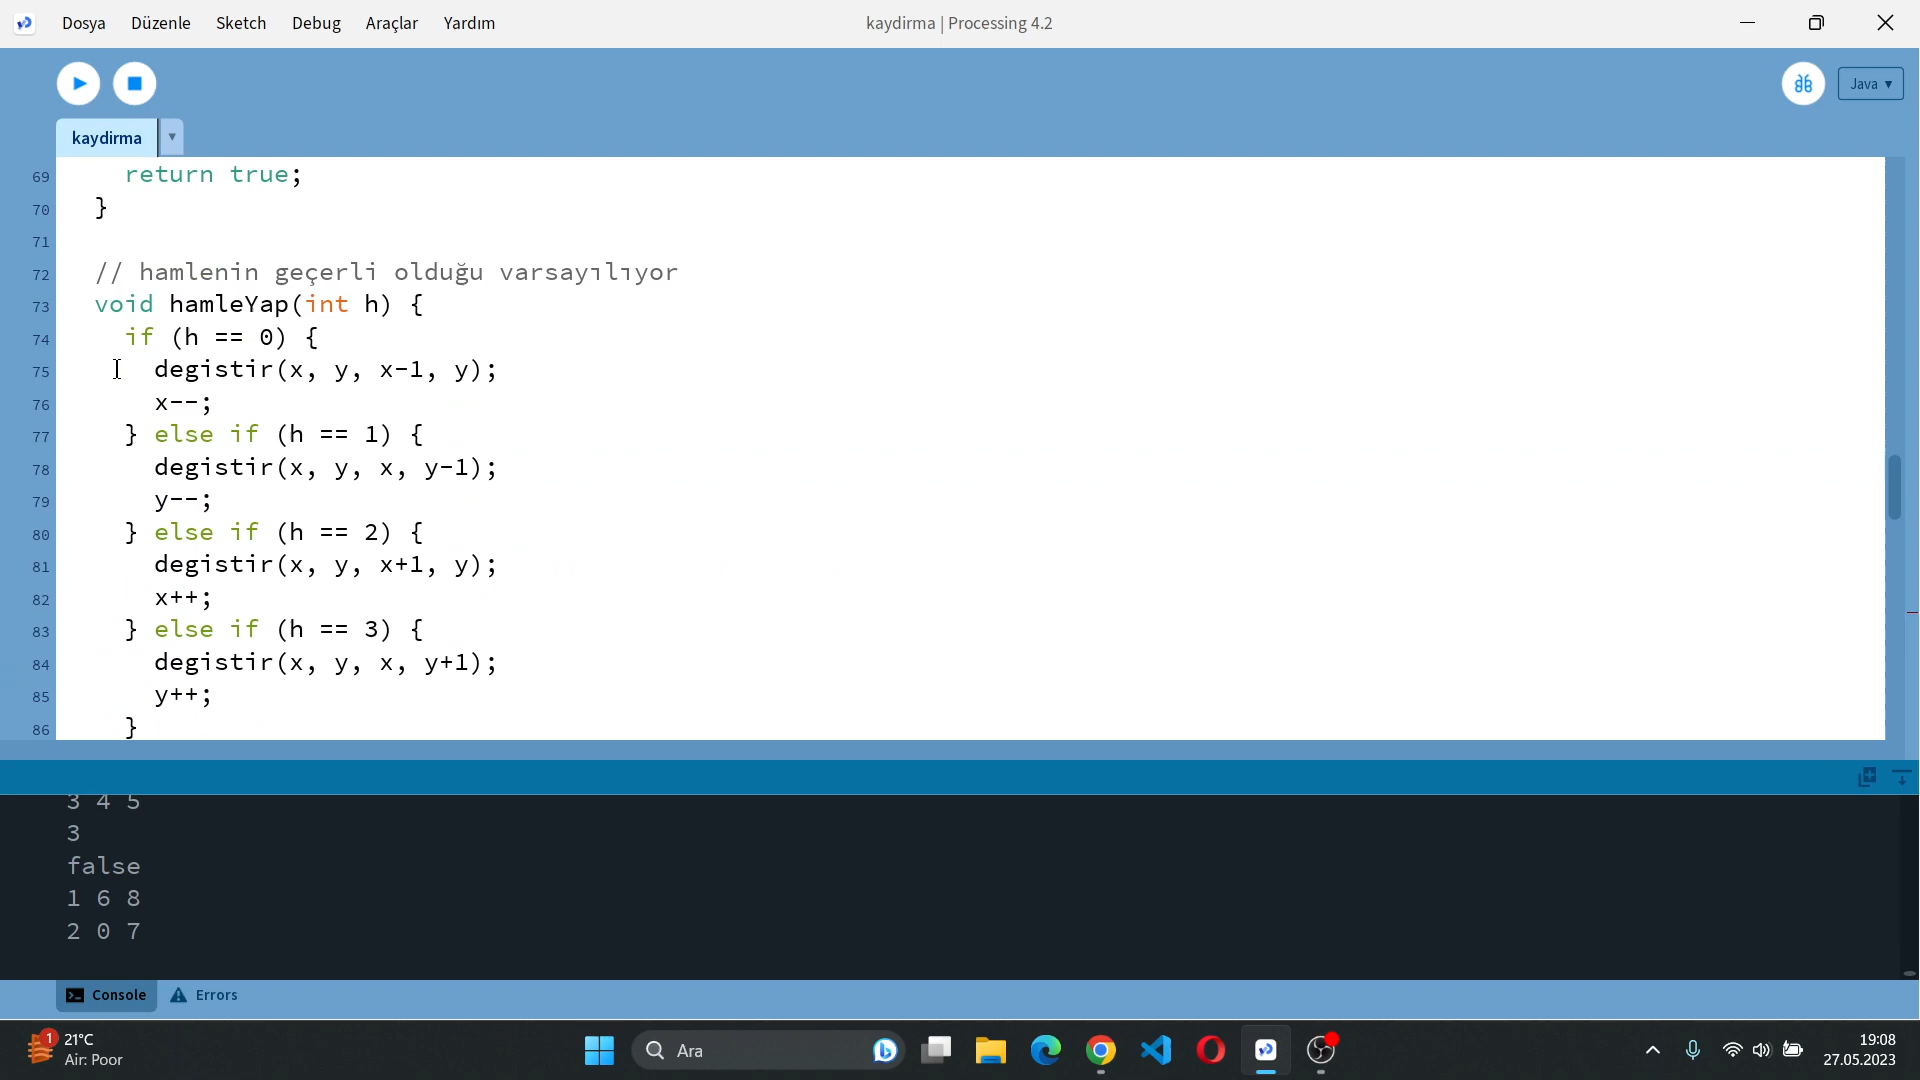 Dosya Düzenle Sketch Debug Araçlar Yardım
kaydirma | Processing 4.2
Java ▾
kaydirma
69 return true;
70 }
71
72 // hamlenin geçerli olduğu varsayılıyor
73 void hamleYap(int h) {
74 if (h == 0) {
75 degistir(x, y, x-1, y);
76 x--;
77 } else if (h == 1) {
78 degistir(x, y, x, y-1);
79 y--;
80 } else if (h == 2) {
81 degistir(x, y, x+1, y);
82 x++;
83 } else if (h == 3) {
84 degistir(x, y, x, y+1);
85 y++;
86 }
3 4 5
3
false
1 6 8
2 0 7
Console Errors
1
21°C
Air: Poor
Ara
19:08
27.05.2023